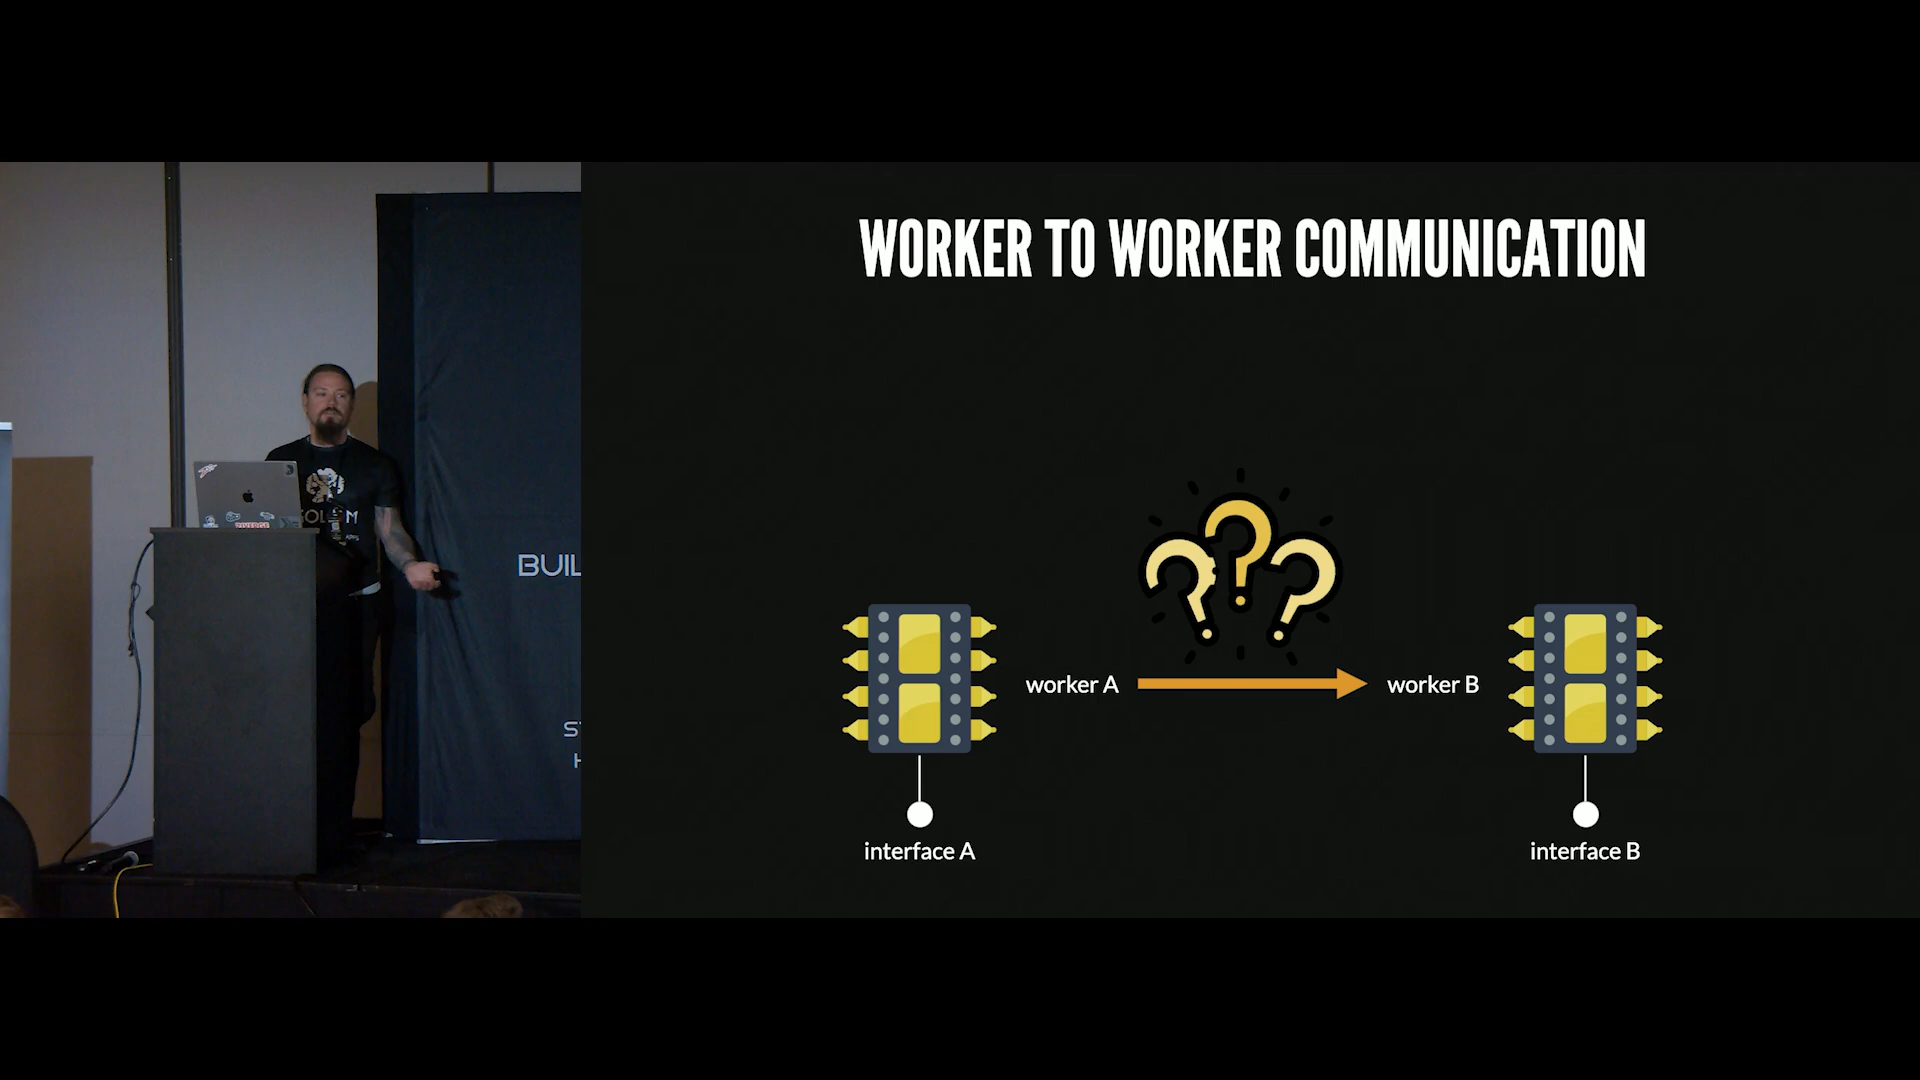 WORKER TO WORKER COMMUNICATION
worker A
worker B
interface A
interface B
BUIL